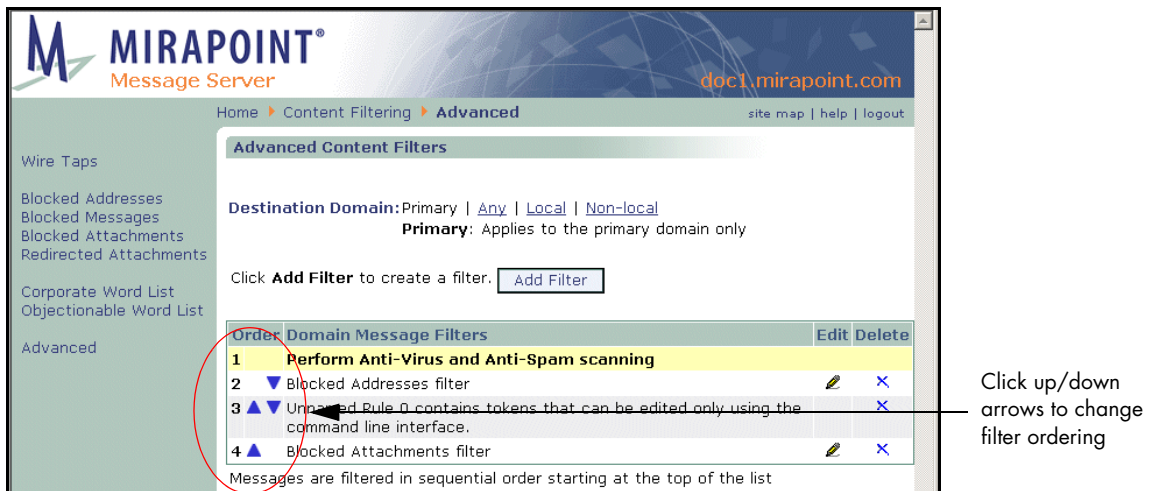 MIRAPOINT®
Message Server
doc1.mirapoint.com
Home Content Filtering Advanced
site map | help | logout
Wire Taps
Blocked Addresses
Blocked Messages
Blocked Attachments
Redirected Attachments
Corporate Word List
Objectionable Word List
Advanced
Advanced Content Filters
Destination Domain: Primary | Any | Local | Non-local
Primary: Applies to the primary domain only
Click Add Filter to create a filter. Add Filter
Order Domain Message Filters Edit Delete
1 Perform Anti-Virus and Anti-Spam scanning
2 Blocked Addresses filter
3 Unnamed Rule 0 contains tokens that can be edited only using the
command line interface.
4 Blocked Attachments filter
Messages are filtered in sequential order starting at the top of the list
Click up/down
arrows to change
filter ordering